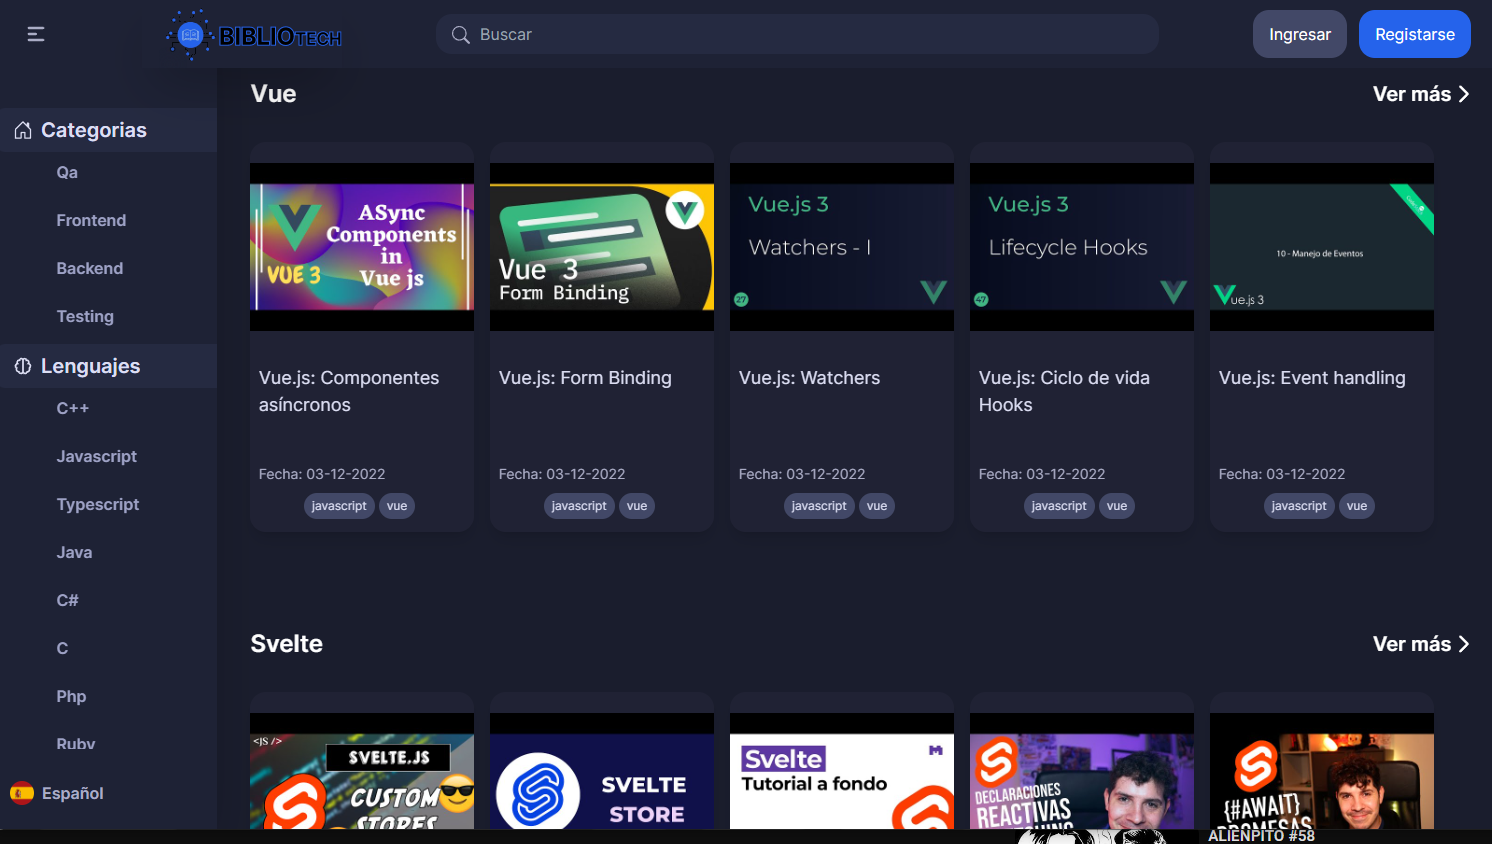 BIBLIOTECH
Buscar
Ingresar
Registarse
Categorias
Qa
Frontend
Backend
Testing
Lenguajes
C++
Javascript
Typescript
Java
C#
C
Php
Ruby
Español
Vue
Ver más
ASync
Components
in
Vue js
VUE 3
Vue 3
Form Binding
Vue.js 3
Watchers - I
27
Vue.js 3
Lifecycle Hooks
47
10 - Manejo de Eventos
ue.js 3
Vue.js: Componentes
asíncronos
Vue.js: Form Binding
Vue.js: Watchers
Vue.js: Ciclo de vida
Hooks
Vue.js: Event handling
Fecha: 03-12-2022
Fecha: 03-12-2022
Fecha: 03-12-2022
Fecha: 03-12-2022
Fecha: 03-12-2022
javascript vue
javascript vue
javascript vue
javascript vue
javascript vue
Svelte
Ver más
<JS />
SVELTE.JS
CUSTOM
STORES
SVELTE
STORE
Svelte
Tutorial a fondo
DECLARACIONES
REACTIVAS
{#AWAIT}
PROMESAS
ALIENPITO #58